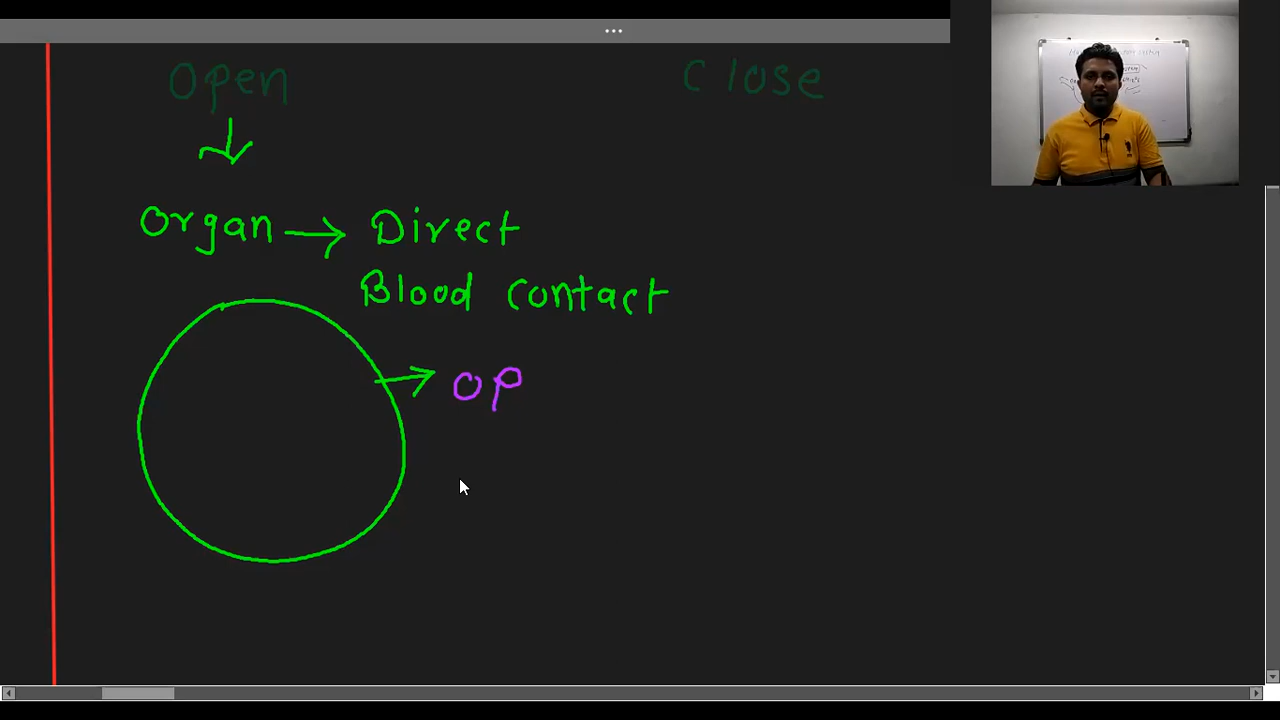 Open
Close
Organ → Direct
Blood contact
→ op